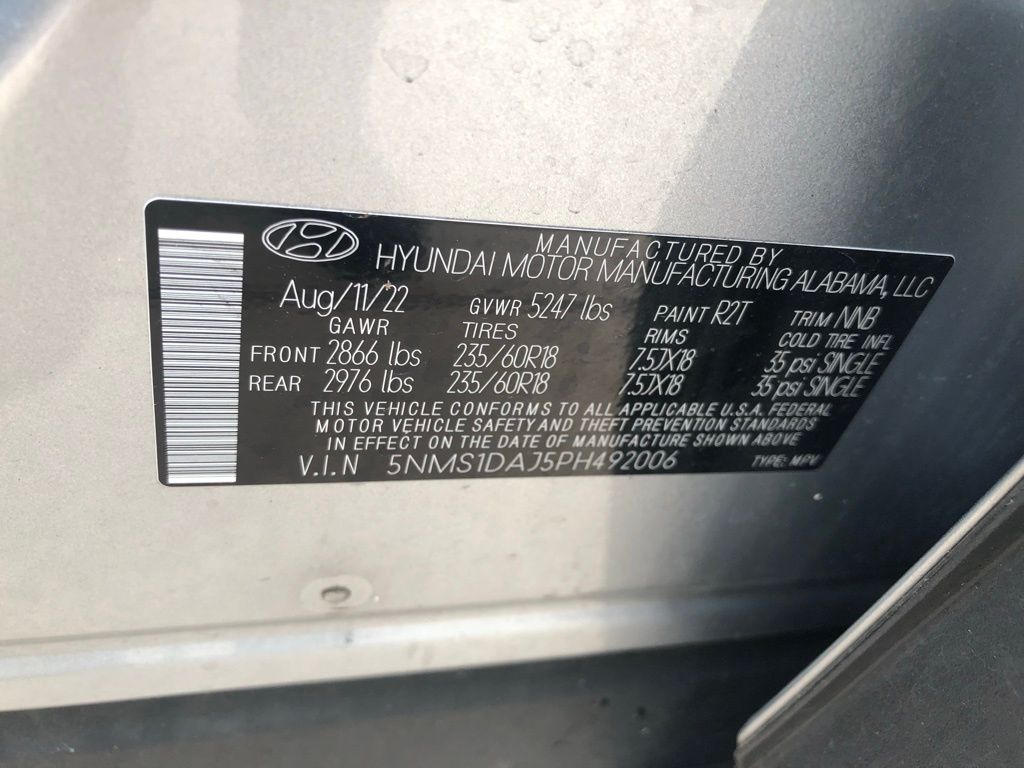 MANUFACTURED BY
HYUNDAI MOTOR MANUFACTURING ALABAMA, LLC
Aug/11/22 GVWR 5247 lbs PAINT R2T TRIM NNB
GAWR TIRES RIMS COLD TIRE INFL
FRONT 2866 lbs 235/60R18 7.5JX18 35 psi SINGLE
REAR 2976 lbs 235/60R18 7.5JX18 35 psi SINGLE
THIS VEHICLE CONFORMS TO ALL APPLICABLE U.S.A. FEDERAL
MOTOR VEHICLE SAFETY AND THEFT PREVENTION STANDARDS
IN EFFECT ON THE DATE OF MANUFACTURE SHOWN ABOVE
V.I.N 5NMS1DAJ5PH492006 TYPE: MPV